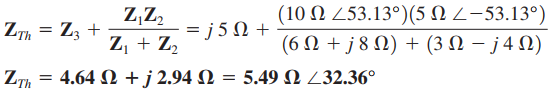 Z_Th = Z_3 + Z_1Z_2 / (Z_1 + Z_2) = j 5 Ω + (10 Ω ∠53.13°)(5 Ω ∠−53.13°) / ((6 Ω + j 8 Ω) + (3 Ω − j 4 Ω))
Z_Th = 4.64 Ω + j 2.94 Ω = 5.49 Ω ∠32.36°